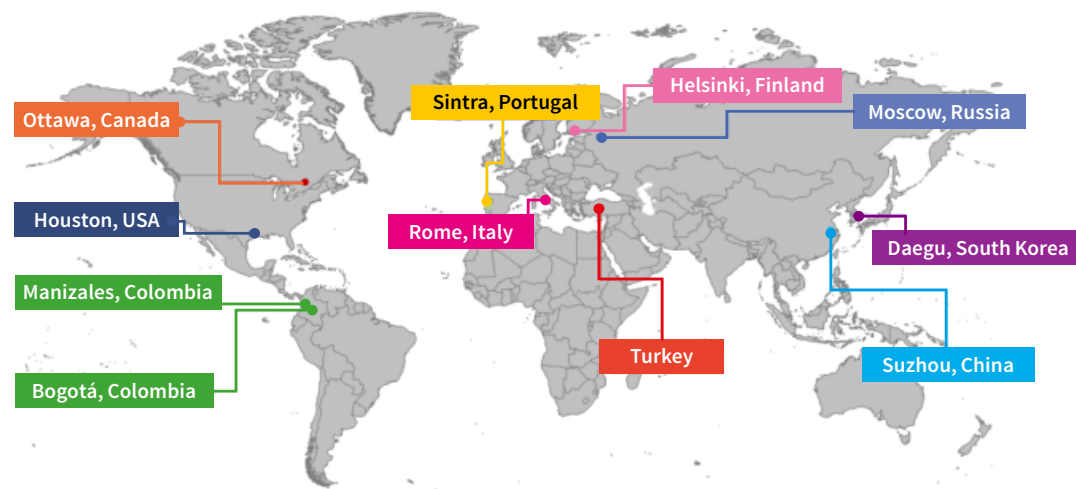 Helsinki, Finland
Sintra, Portugal
Moscow, Russia
Ottawa, Canada
Houston, USA
Rome, Italy
Daegu, South Korea
Manizales, Colombia
Turkey
Suzhou, China
Bogotá, Colombia